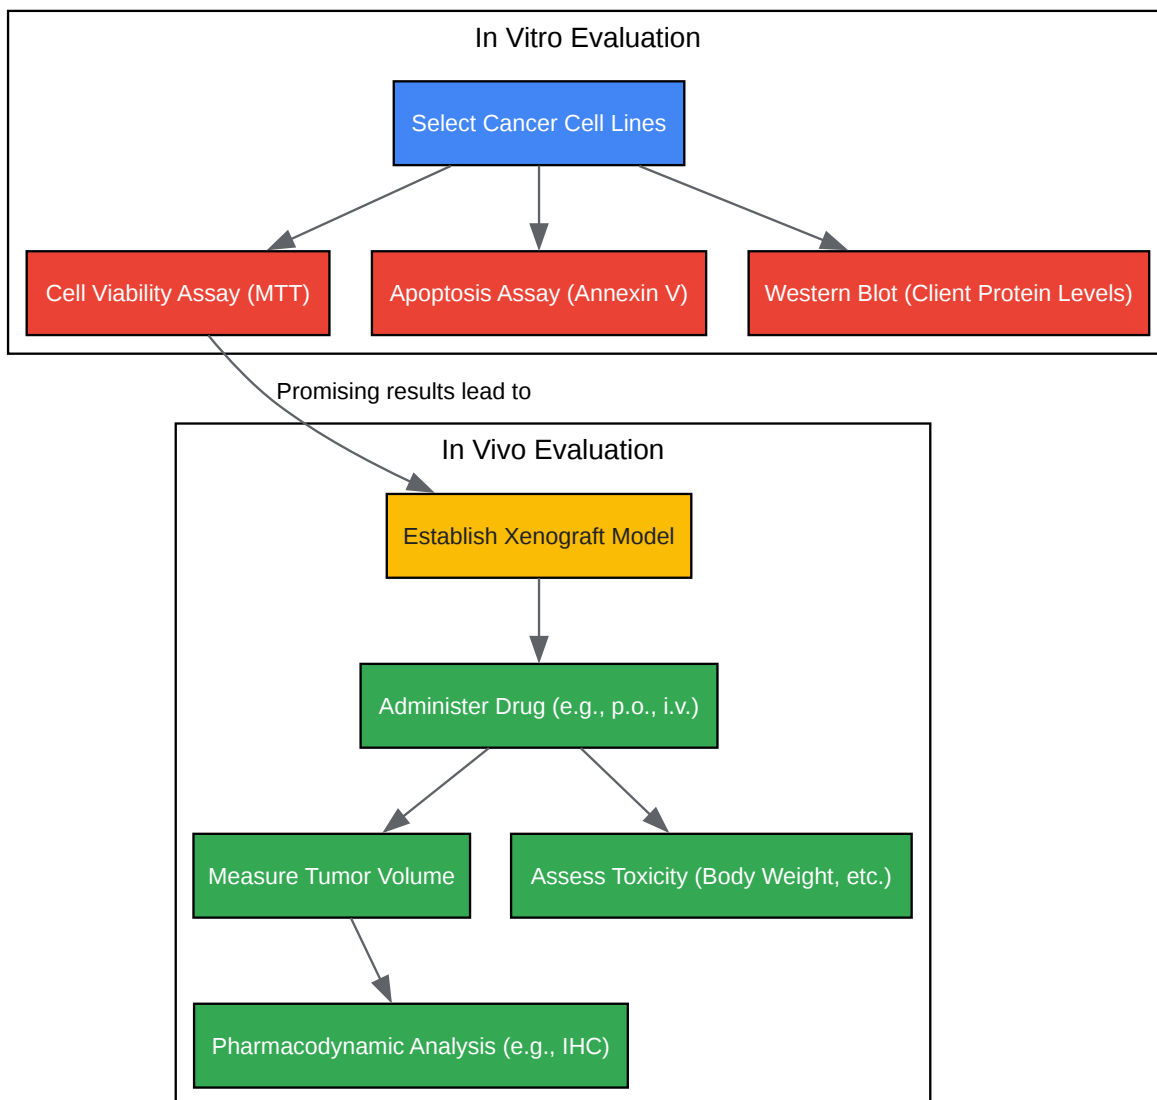 In Vitro Evaluation
Select Cancer Cell Lines
Cell Viability Assay (MTT)
Apoptosis Assay (Annexin V)
Western Blot (Client Protein Levels)
Promising results lead to
In Vivo Evaluation
Establish Xenograft Model
Administer Drug (e.g., p.o., i.v.)
Measure Tumor Volume
Assess Toxicity (Body Weight, etc.)
Pharmacodynamic Analysis (e.g., IHC)